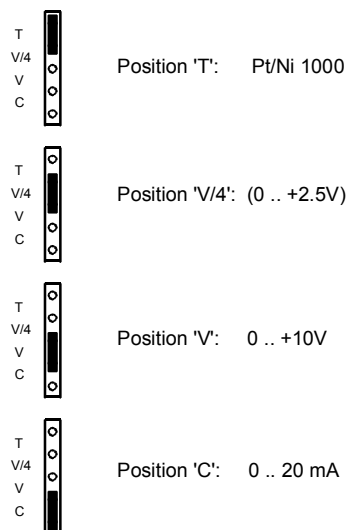 T
V/4
V
C
Position 'T': Pt/Ni 1000
T
V/4
V
C
Position 'V/4': (0 .. +2.5V)
T
V/4
V
C
Position 'V': 0 .. +10V
T
V/4
V
C
Position 'C': 0 .. 20 mA